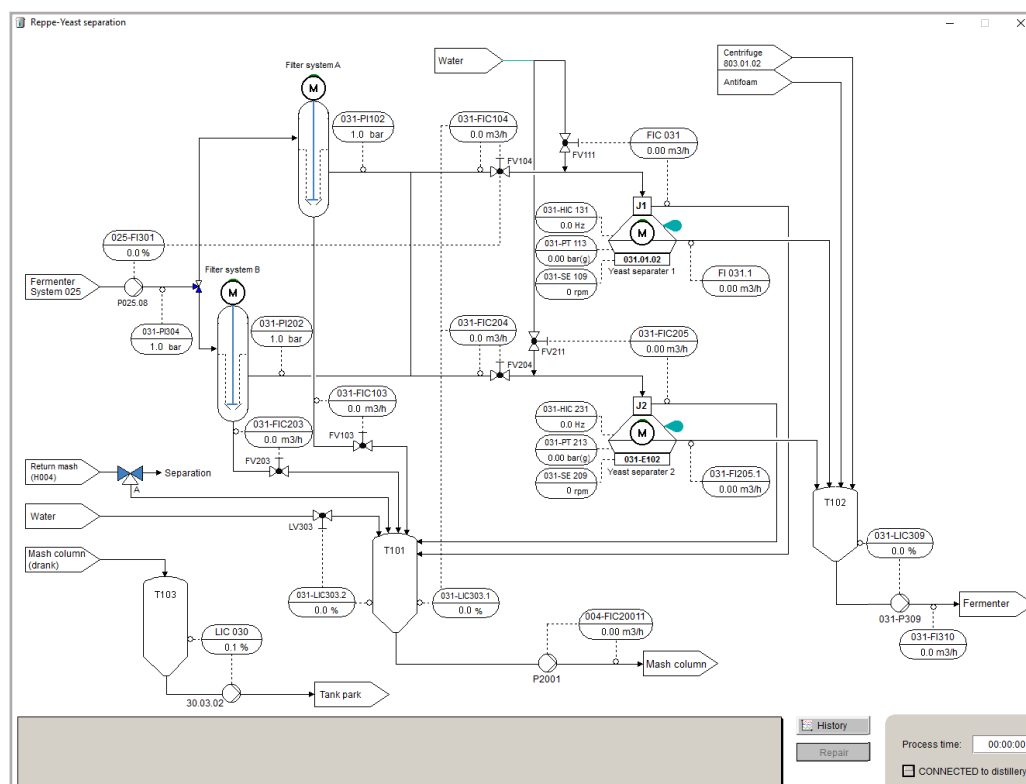 Reppe-Yeast separation
Filter system A
M
Water
Centrifuge
803.01.02
Antifoam
031-PI102
1.0 bar
031-FIC104
0.0 m3/h
FV104
FV111
FIC 031
0.00 m3/h
J1
031-HIC 131
0.0 Hz
M
031-PT 113
0.00 bar(g)
031.01.02
Yeast separater 1
031-SE 109
0 rpm
FI 031.1
0.00 m3/h
025-FI301
0.0 %
Filter system B
M
Fermenter
System 025
P025.08
031-PI304
1.0 bar
031-PI202
1.0 bar
031-FIC204
0.0 m3/h
FV204
FV211
031-FIC205
0.00 m3/h
J2
031-HIC 231
0.0 Hz
M
031-PT 213
0.00 bar(g)
031-E102
Yeast separater 2
031-SE 209
0 rpm
031-FI205.1
0.00 m3/h
031-FIC103
0.0 m3/h
FV103
031-FIC203
0.0 m3/h
FV203
Return mash
(H004)
Separation
A
Water
LV303
T101
T102
031-LIC309
0.0 %
Mash column
(drank)
T103
031-LIC303.2
0.0 %
031-LIC303.1
0.0 %
031-P309
Fermenter
031-FI310
0.0 m3/h
LIC 030
0.1 %
004-FIC20011
0.00 m3/h
P2001
Mash column
30.03.02
Tank park
History
Repair
Process time:
00:00:00
CONNECTED to distillery